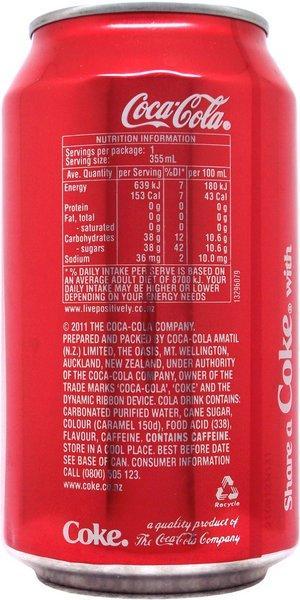 Coca-Cola®
NUTRITION INFORMATION
Servings per package: 1
Serving size: 355mL
Ave. Quantity per Serving %DI* per 100 mL
Energy 639 kJ 7 180 kJ
153 Cal 7 43 Cal
Protein 0 g 0 0 g
Fat, total 0 g 0 0 g
- saturated 0 g 0 0 g
Carbohydrates 38 g 12 10.6 g
- sugars 38 g 42 10.6 g
Sodium 36 mg 2 10.0 mg
* % DAILY INTAKE PER SERVE IS BASED ON
AN AVERAGE ADULT DIET OF 8700 kJ. YOUR
DAILY INTAKE MAY BE HIGHER OR LOWER
DEPENDING ON YOUR ENERGY NEEDS
www.livepositively.co.nz
13296079
© 2011 THE COCA-COLA COMPANY.
PREPARED AND PACKED BY COCA-COLA AMATIL
(N.Z.) LIMITED, THE OASIS, MT. WELLINGTON,
AUCKLAND, NEW ZEALAND, UNDER AUTHORITY
OF THE COCA-COLA COMPANY, OWNER OF THE
TRADE MARKS 'COCA-COLA', 'COKE' AND THE
DYNAMIC RIBBON DEVICE. COLA DRINK CONTAINS:
CARBONATED PURIFIED WATER, CANE SUGAR,
COLOUR (CARAMEL 150d), FOOD ACID (338),
FLAVOUR, CAFFEINE. CONTAINS CAFFEINE.
STORE IN A COOL PLACE. BEST BEFORE DATE
SEE BASE OF CAN. CONSUMER INFORMATION
CALL (0800) 505 123.
www.coke.co.nz
Recycle
Coke.
a quality product of
The Coca-Cola Company
Share a Coke® with